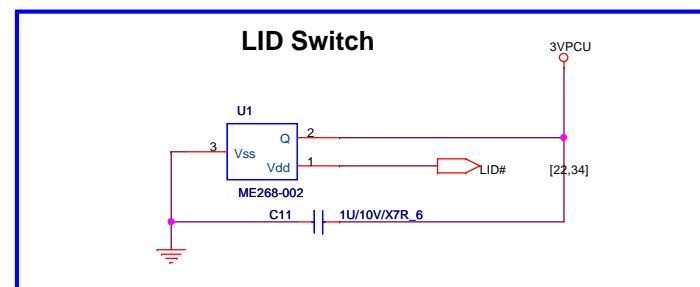 LID Switch
3VPCU
U1
Q
2
3
Vss
Vdd
1
LID#
[22,34]
ME268-002
C11
1U/10V/X7R_6